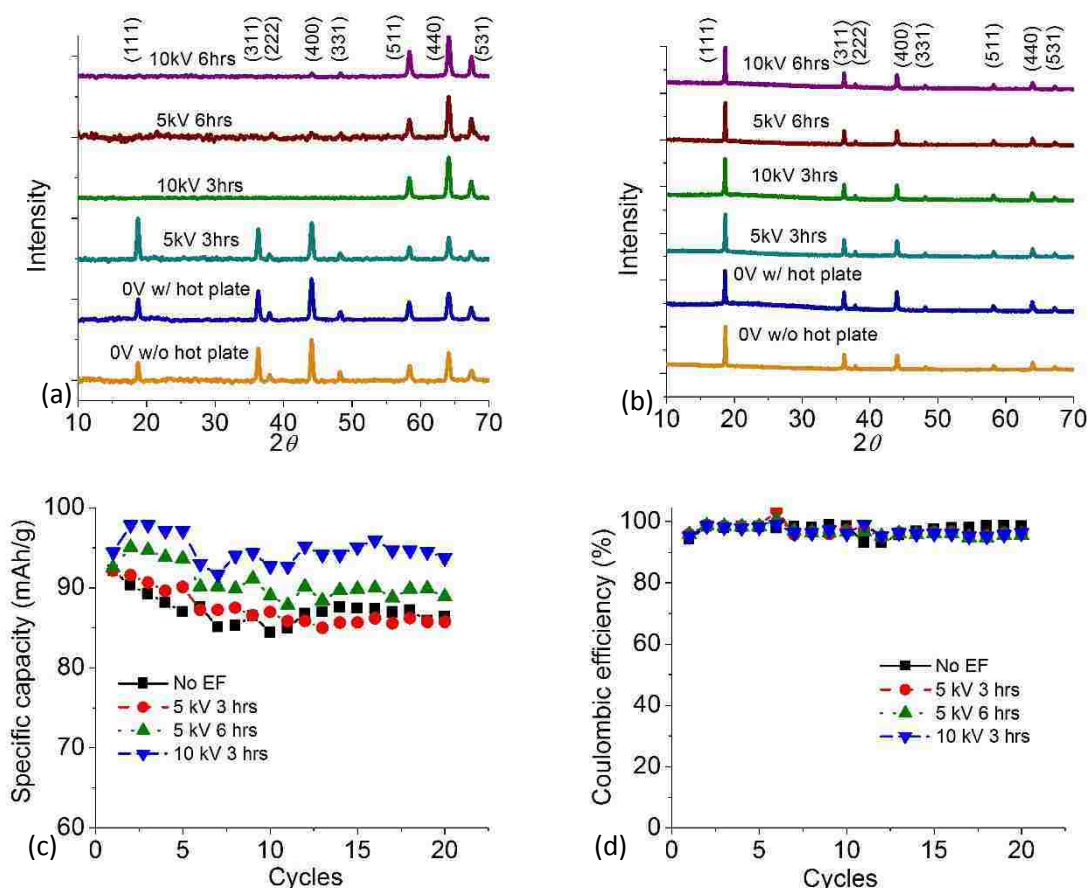 (111)
(311)
(222)
(400)
(331)
(511)
(440)
(531)
10kV 6hrs
5kV 6hrs
10kV 3hrs
5kV 3hrs
0V w/ hot plate
0V w/o hot plate
Intensity
(a)
10 20 30 40 50 60 70
2θ
(111)
(311)
(222)
(400)
(331)
(511)
(440)
(531)
10kV 6hrs
5kV 6hrs
10kV 3hrs
5kV 3hrs
0V w/ hot plate
0V w/o hot plate
Intensity
(b)
10 20 30 40 50 60 70
2θ
Specific capacity (mAh/g)
100
90
80
70
60
No EF
5 kV 3 hrs
5 kV 6 hrs
10 kV 3 hrs
(c)
0 5 10 15 20
Cycles
Coulombic efficiency (%)
100
80
60
40
20
0
No EF
5 kV 3 hrs
5 kV 6 hrs
10 kV 3 hrs
(d)
0 5 10 15 20
Cycles